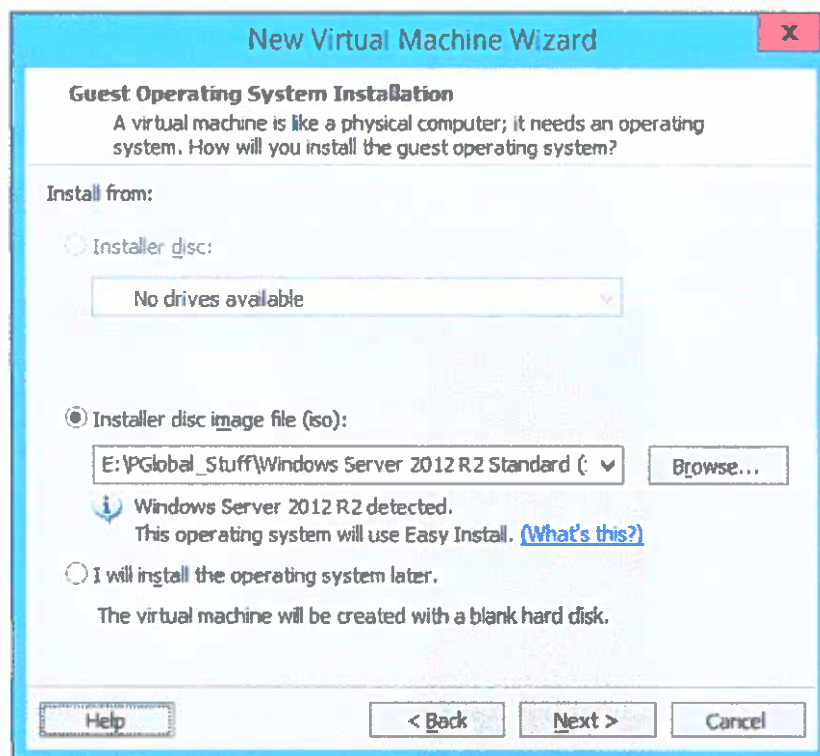 New Virtual Machine Wizard
x
Guest Operating System Installation
A virtual machine is like a physical computer; it needs an operating
system. How will you install the guest operating system?
Install from:
Installer disc:
No drives available
Installer disc image file (iso):
E:\PGlobal_Stuff\Windows Server 2012 R2 Standard (:
Browse...
Windows Server 2012 R2 detected.
This operating system will use Easy Install. (What's this?)
I will install the operating system later.
The virtual machine will be created with a blank hard disk.
Help
< Back
Next >
Cancel